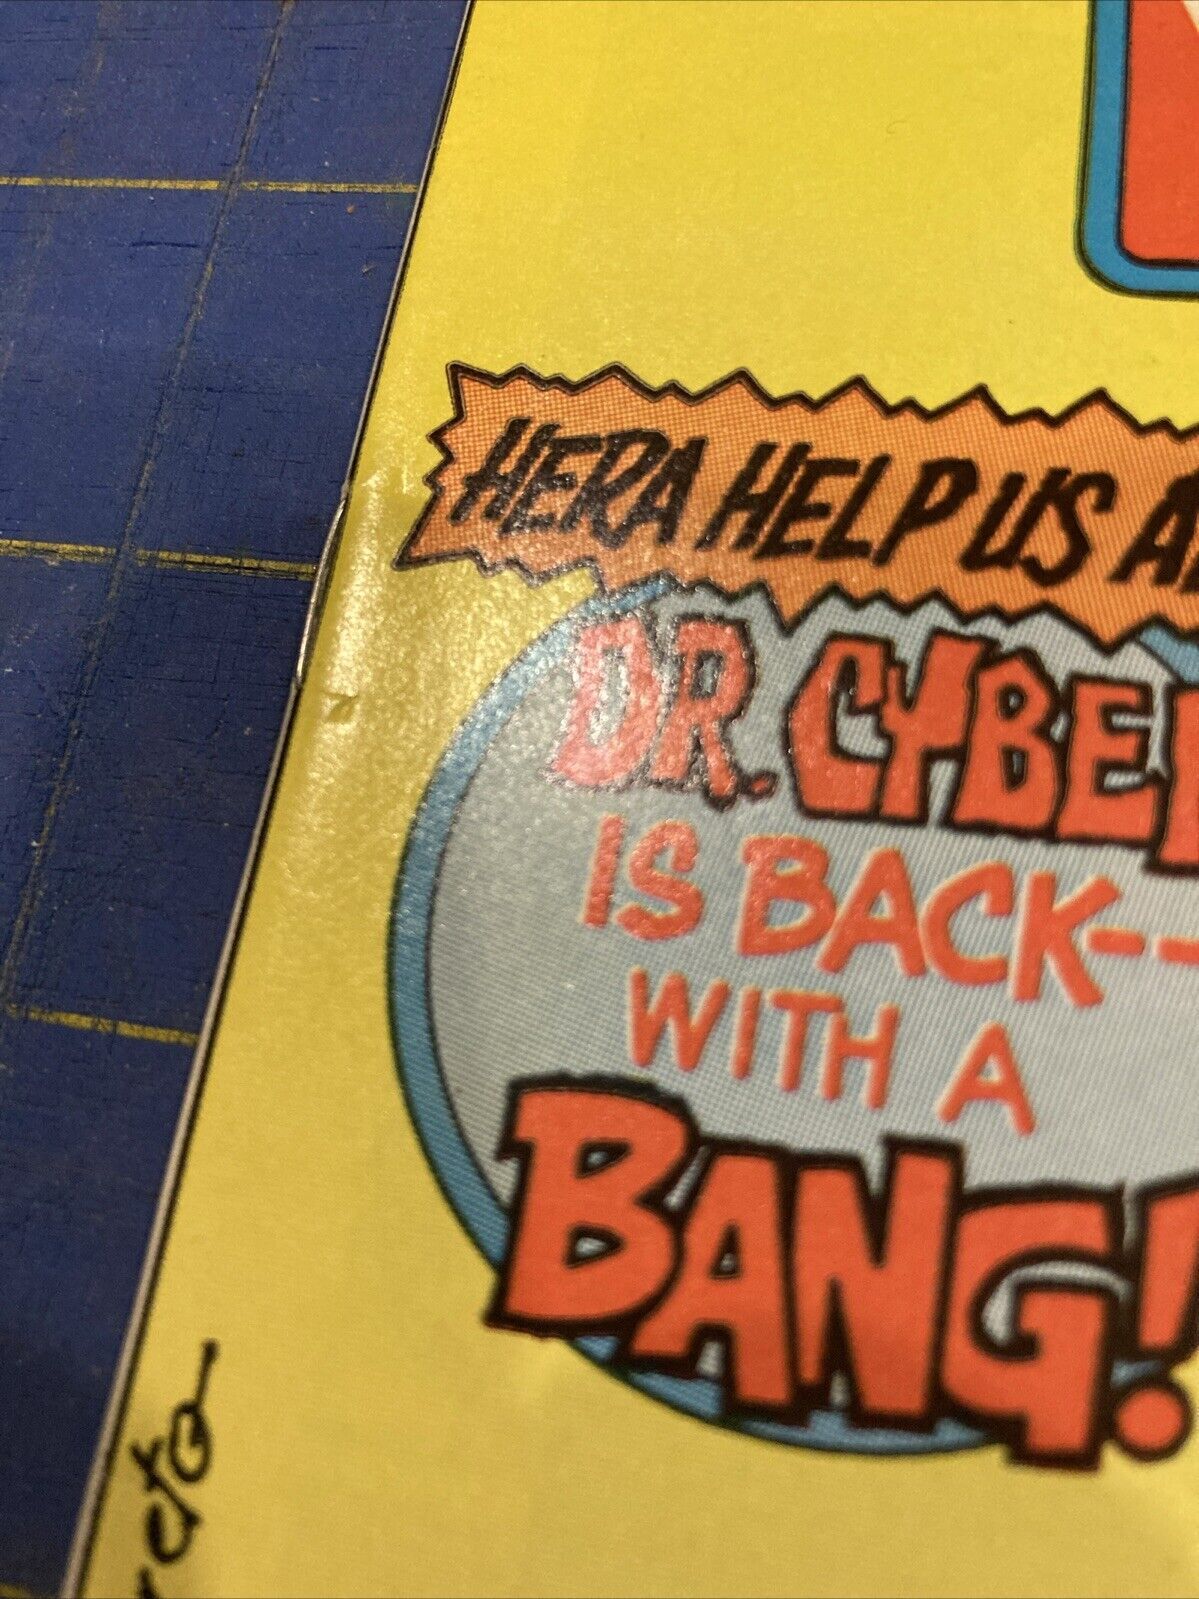 HERA HELP US
DR. CYBE
IS BACK--
WITH A
BANG!